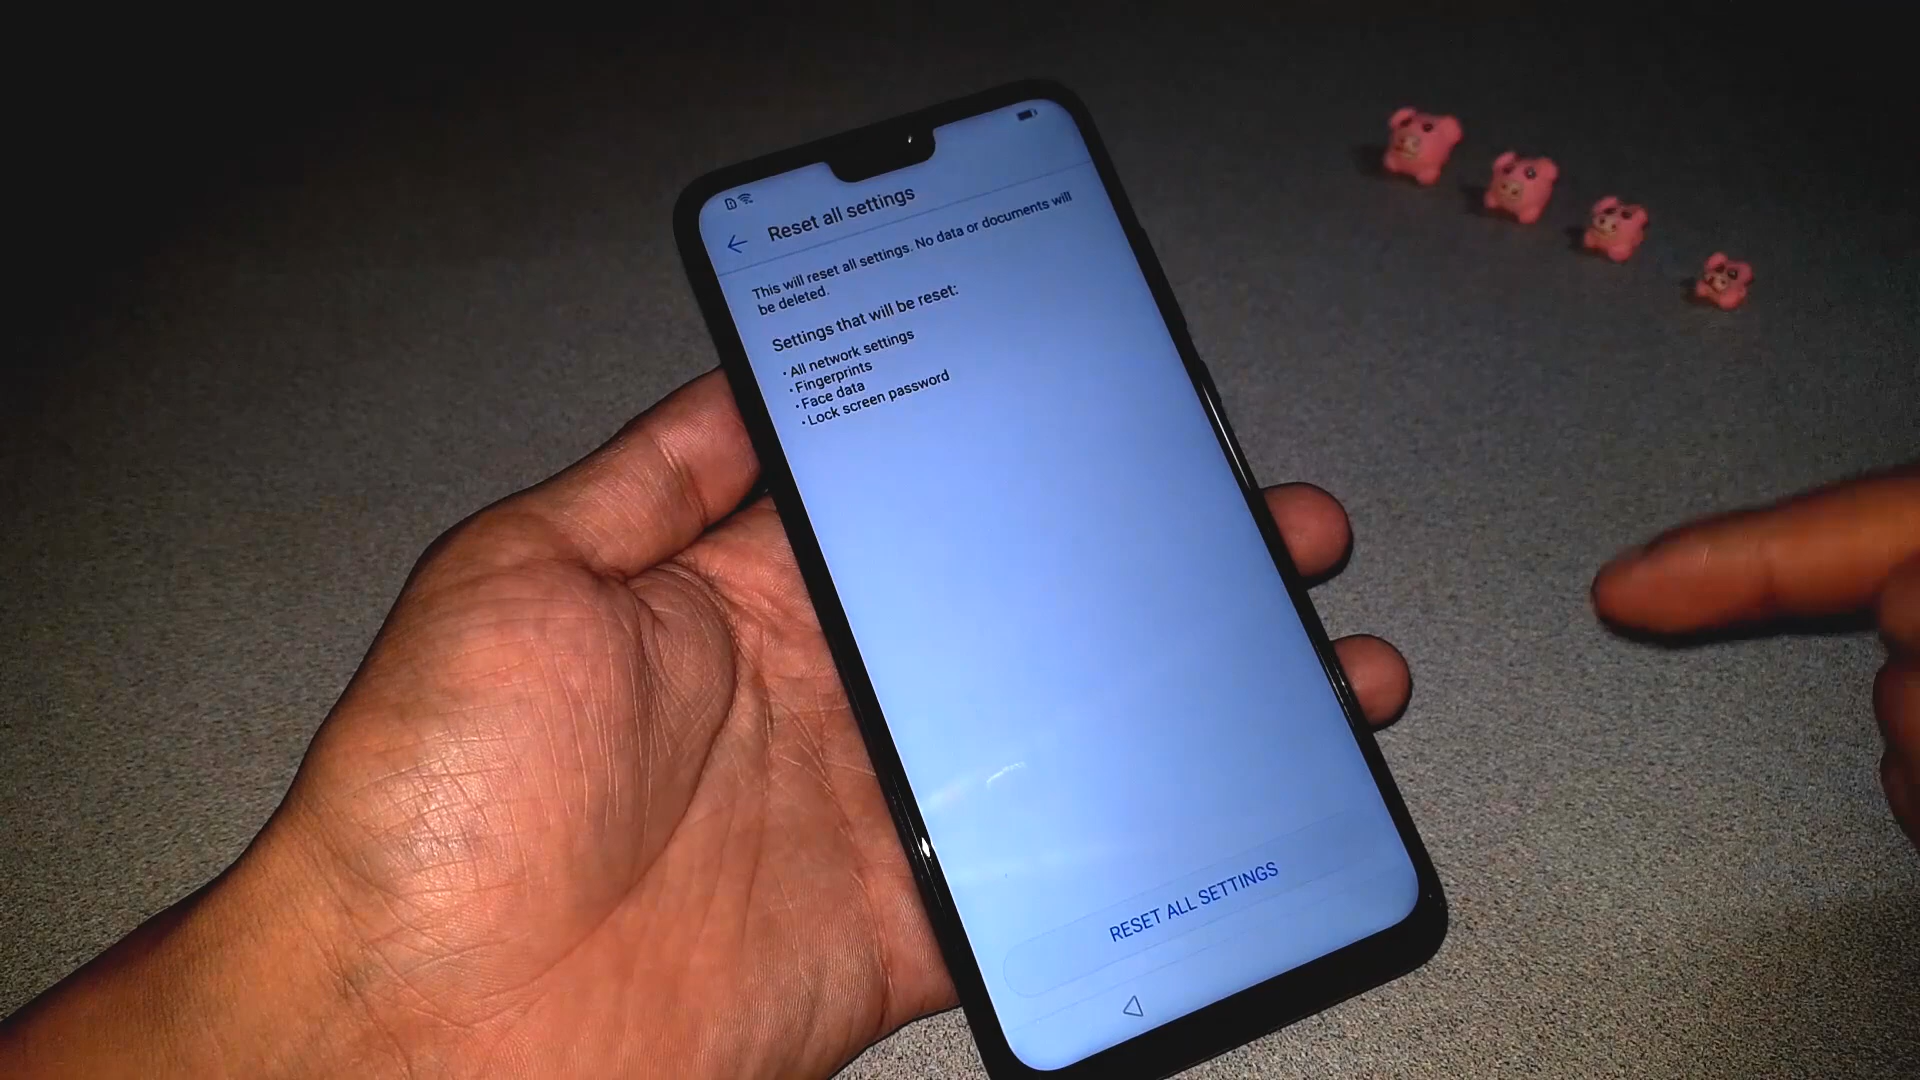 Reset all settings
This will reset all settings. No data or documents will
be deleted.
Settings that will be reset:
• All network settings
• Fingerprints
• Face data
• Lock screen password
RESET ALL SETTINGS